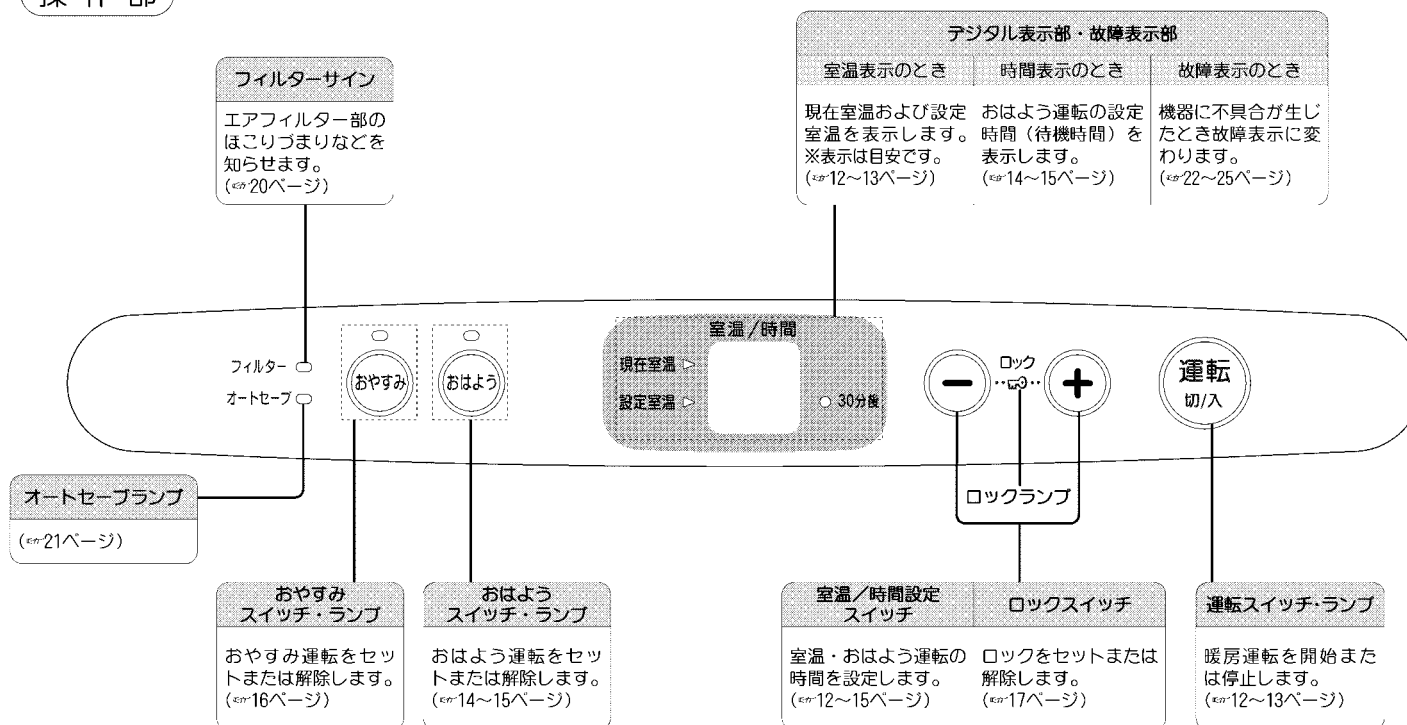 操作部
デジタル表示部・故障表示部
室温表示のとき
現在室温および設定
室温を表示します。
※表示は目安です。
(☞12～13ページ)
時間表示のとき
おはよう運転の設定
時間(待機時間)を
表示します。
(☞14～15ページ)
故障表示のとき
機器に不具合が生じ
たとき故障表示に変
わります。
(☞22～25ページ)
フィルターサイン
エアフィルター部の
ほこりづまりなどを
知らせます。
(☞20ページ)
フィルター
オートセーブ
おやすみ
おはよう
室温/時間
現在室温 ▷
設定室温 ▷
30分後
−
ロック
+
運転
切/入
ロックランプ
オートセーブランプ
(☞21ページ)
おやすみ
スイッチ・ランプ
おやすみ運転をセッ
トまたは解除します。
(☞16ページ)
おはよう
スイッチ・ランプ
おはよう運転をセッ
トまたは解除します。
(☞14～15ページ)
室温/時間設定
スイッチ
室温・おはよう運転の
時間を設定します。
(☞12～15ページ)
ロックスイッチ
ロックをセットまたは
解除します。
(☞17ページ)
運転スイッチ・ランプ
暖房運転を開始また
は停止します。
(☞12～13ページ)